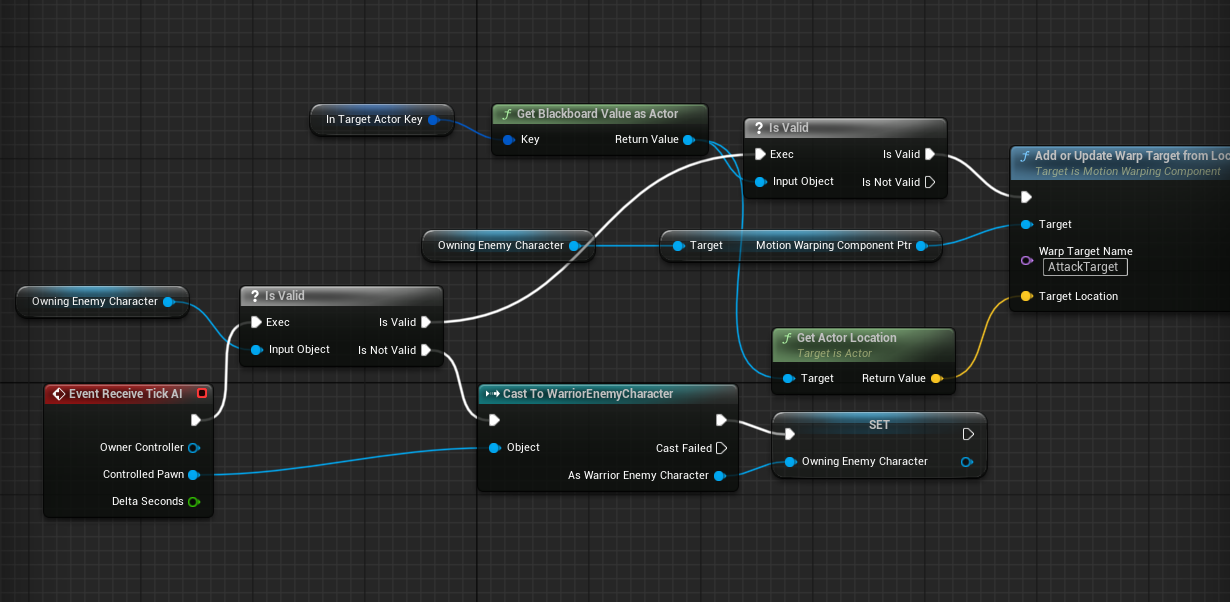 In Target Actor Key
Get Blackboard Value as Actor
Key
Return Value
? Is Valid
Exec
Is Valid
Input Object
Is Not Valid
Add or Update Warp Target from Loc
Target is Motion Warping Component
Target
Warp Target Name
AttackTarget
Target Location
Owning Enemy Character
Target
Motion Warping Component Ptr
Owning Enemy Character
? Is Valid
Exec
Is Valid
Input Object
Is Not Valid
Get Actor Location
Target is Actor
Target
Return Value
Event Receive Tick AI
Owner Controller
Controlled Pawn
Delta Seconds
Cast To WarriorEnemyCharacter
Object
Cast Failed
As Warrior Enemy Character
SET
Owning Enemy Character